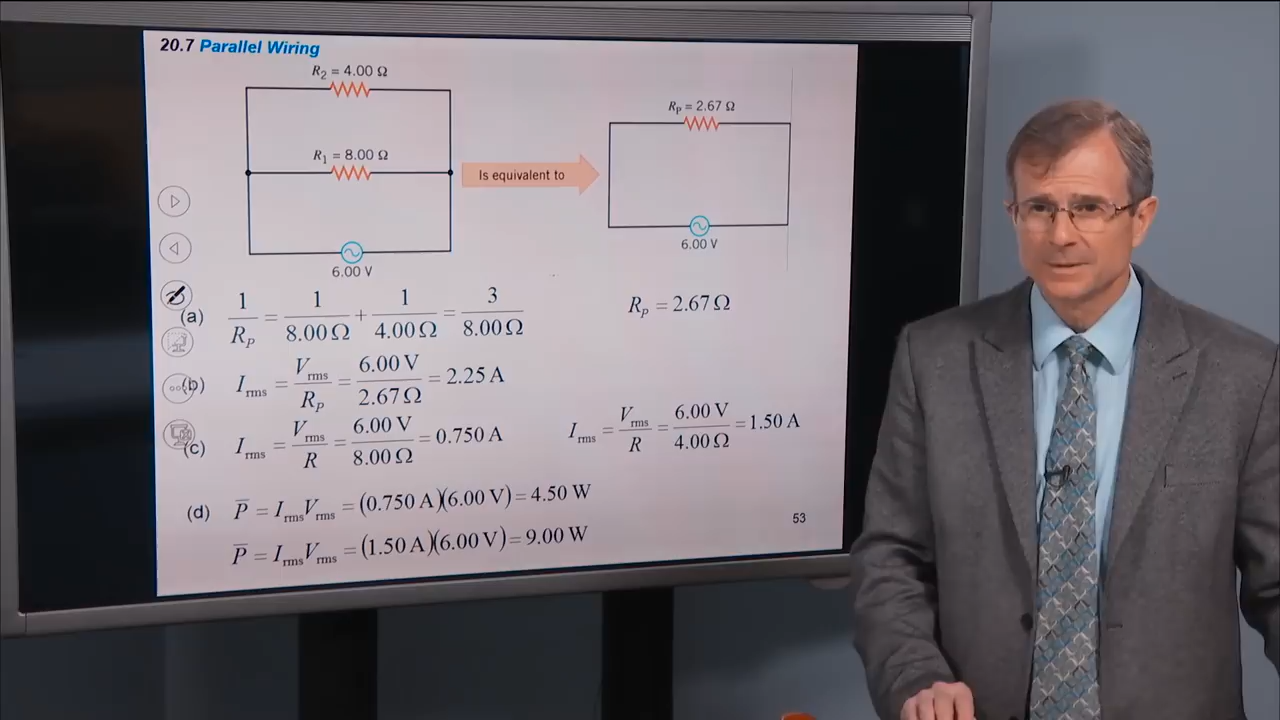 20.7 Parallel Wiring
R₂ = 4.00 Ω
R₁ = 8.00 Ω
6.00 V
Is equivalent to
Rₚ = 2.67 Ω
6.00 V
(a) 1/R_P = 1/8.00 Ω + 1/4.00 Ω = 3/8.00 Ω
R_P = 2.67 Ω
(b) I_rms = V_rms/R_P = 6.00 V/2.67 Ω = 2.25 A
(c) I_rms = V_rms/R = 6.00 V/8.00 Ω = 0.750 A
I_rms = V_rms/R = 6.00 V/4.00 Ω = 1.50 A
(d) P̅ = I_rms V_rms = (0.750 A)(6.00 V) = 4.50 W
P̅ = I_rms V_rms = (1.50 A)(6.00 V) = 9.00 W
53